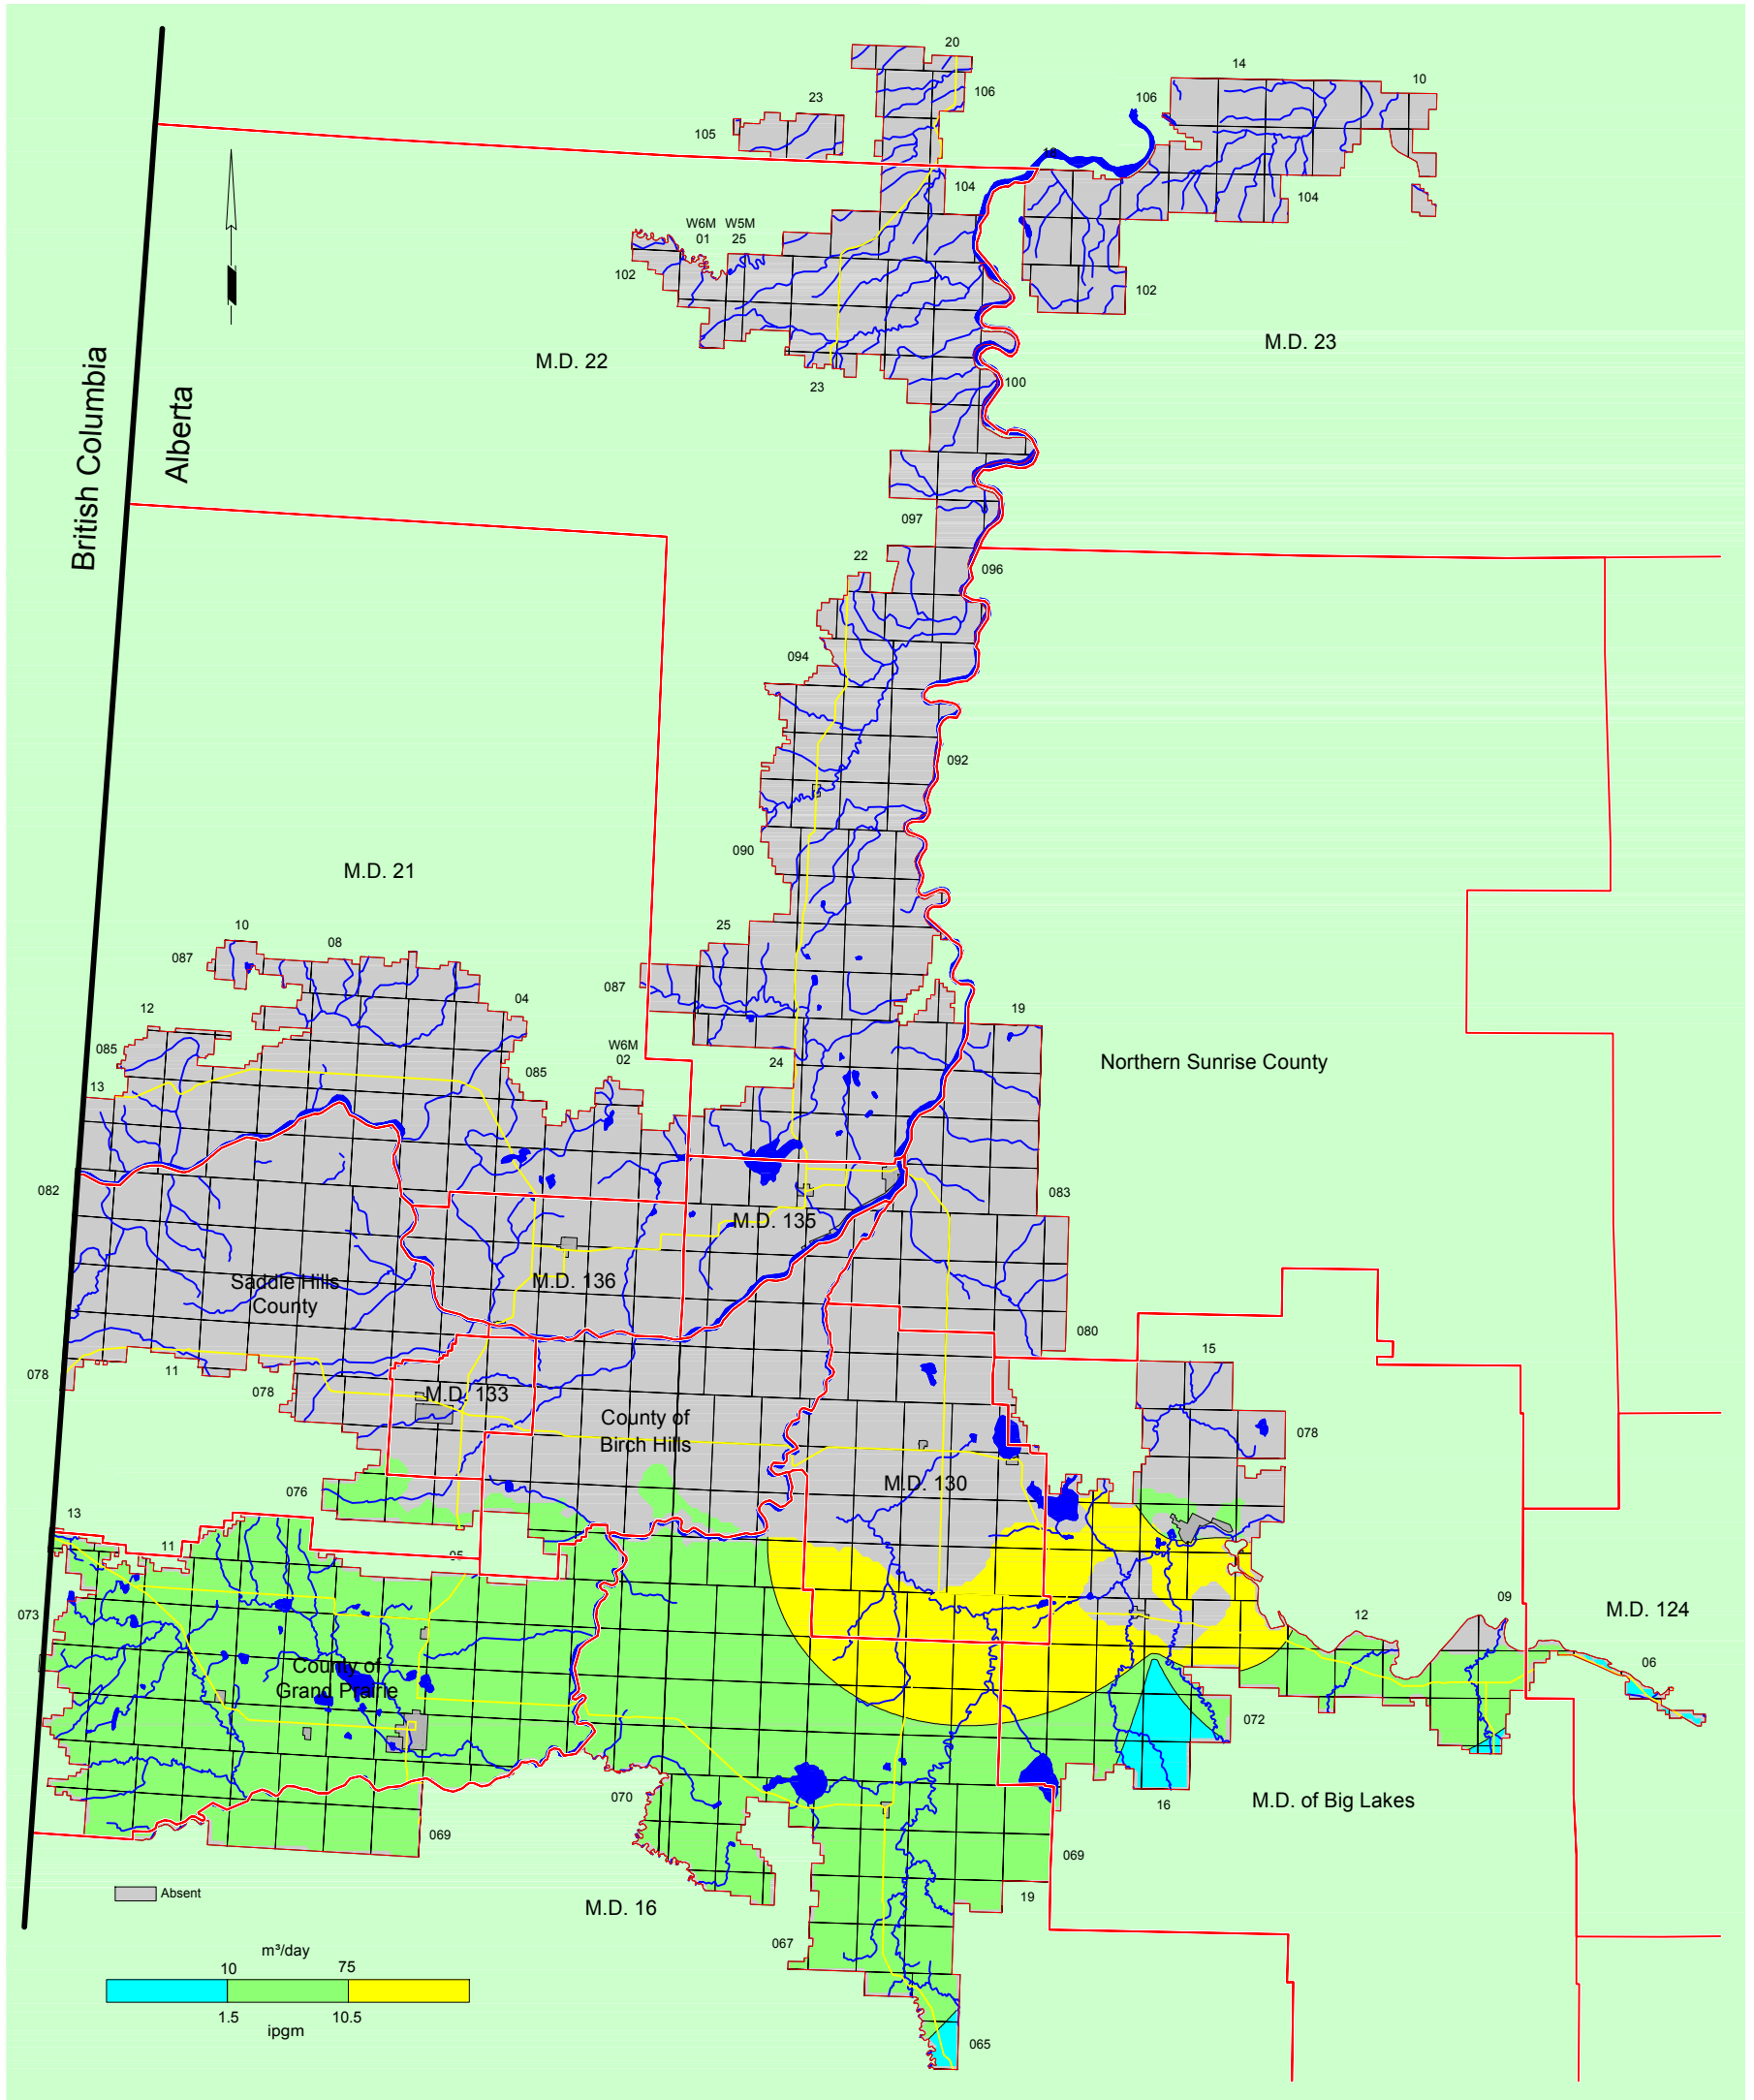 20
14
10
106
106
23
105
18
104
104
W6M W5M
01 25
102
102
M.D. 23
M.D. 22
23
100
British Columbia
Alberta
097
096
22
094
092
090
M.D. 21
25
10
08
087
087
04
12
19
W6M
02
085
24
085
13
Northern Sunrise County
082
083
M.D. 135
M.D. 136
Saddle Hills
County
080
15
078
11
078
M.D. 133
County of
Birch Hills
078
M.D. 130
076
13
11
05
09
M.D. 124
073
12
06
County of
Grand Prairie
072
070
16
M.D. of Big Lakes
069
069
Absent
19
M.D. 16
067
m³/day
10 75
1.5 10.5
ipgm
065